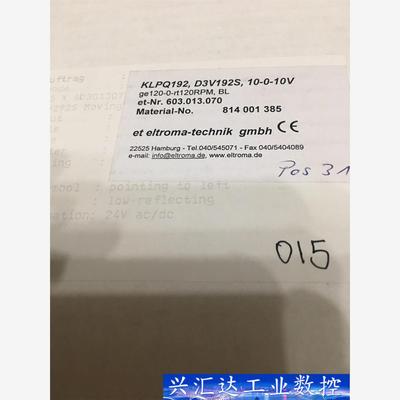 KLPQ192, D3V192S, 10-0-10V
ge120-0-rt120RPM, BL
et-Nr. 603.013.070
Material-No. 814 001 385
et eltroma-technik gmbh CE
22525 Hamburg - Tel.040/545071 - Fax 040/5404089
e-mail: info@eltroma.de, www.eltroma.de
Pos 31
: pointing to left
: low-reflecting
: 24V ac/dc
015
兴汇达工业数控